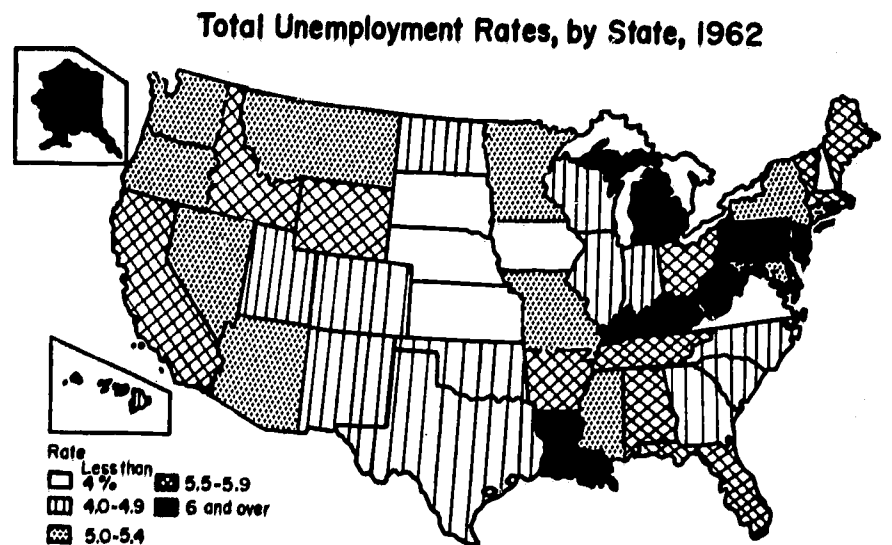 Total Unemployment Rates, by State, 1962
Rate
Less than
4%
4.0-4.9
5.0-5.4
5.5-5.9
6 and over